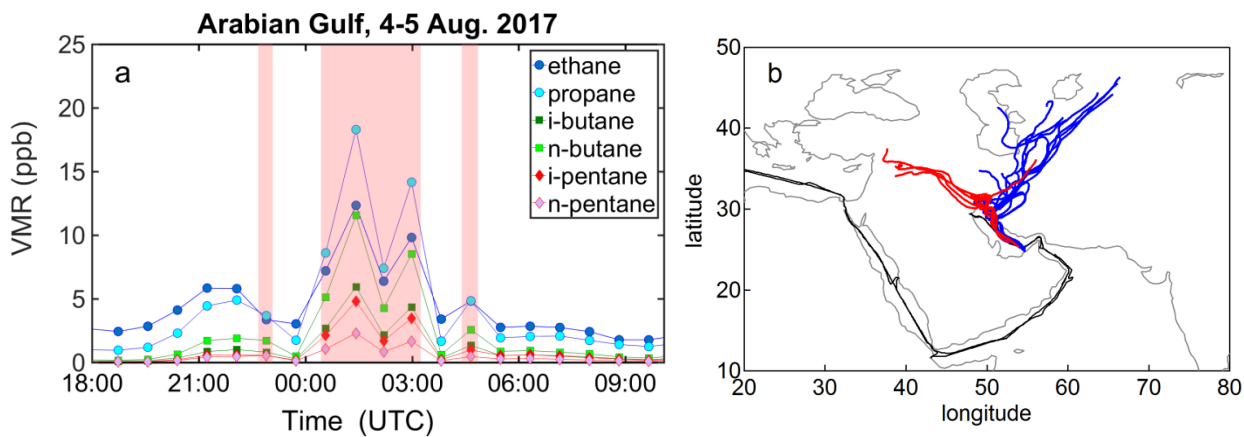 Arabian Gulf, 4-5 Aug. 2017
a
VMR (ppb)
25
20
15
10
5
0
18:00 21:00 00:00 03:00 06:00 09:00
Time (UTC)
ethane
propane
i-butane
n-butane
i-pentane
n-pentane
b
latitude
50
40
30
20
10
20 30 40 50 60 70 80
longitude